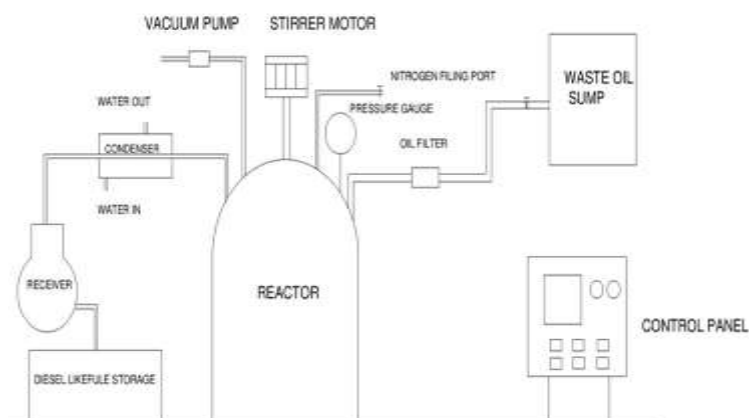 VACUUM PUMP
STIRRER MOTOR
NITROGEN FILING PORT
WASTE OIL
SUMP
WATER OUT
PRESSURE GAUGE
CONDENSER
OIL FILTER
WATER IN
RECEIVER
REACTOR
CONTROL PANEL
DIESEL LIKEFULE STORAGE